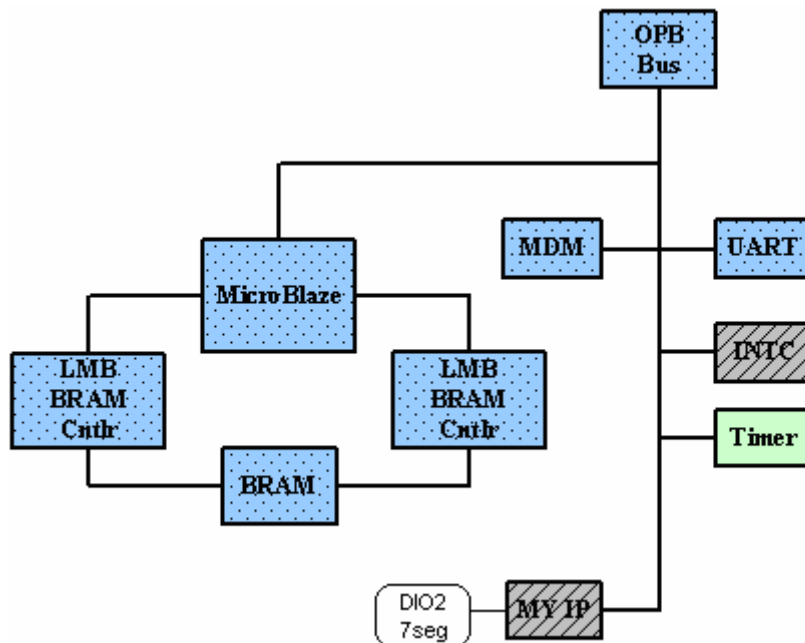 OPB
Bus
MDM
UART
MicroBlaze
INTC
LMB
BRAM
Cntlr
LMB
BRAM
Cntlr
Timer
BRAM
DIO2
7seg
MY IP